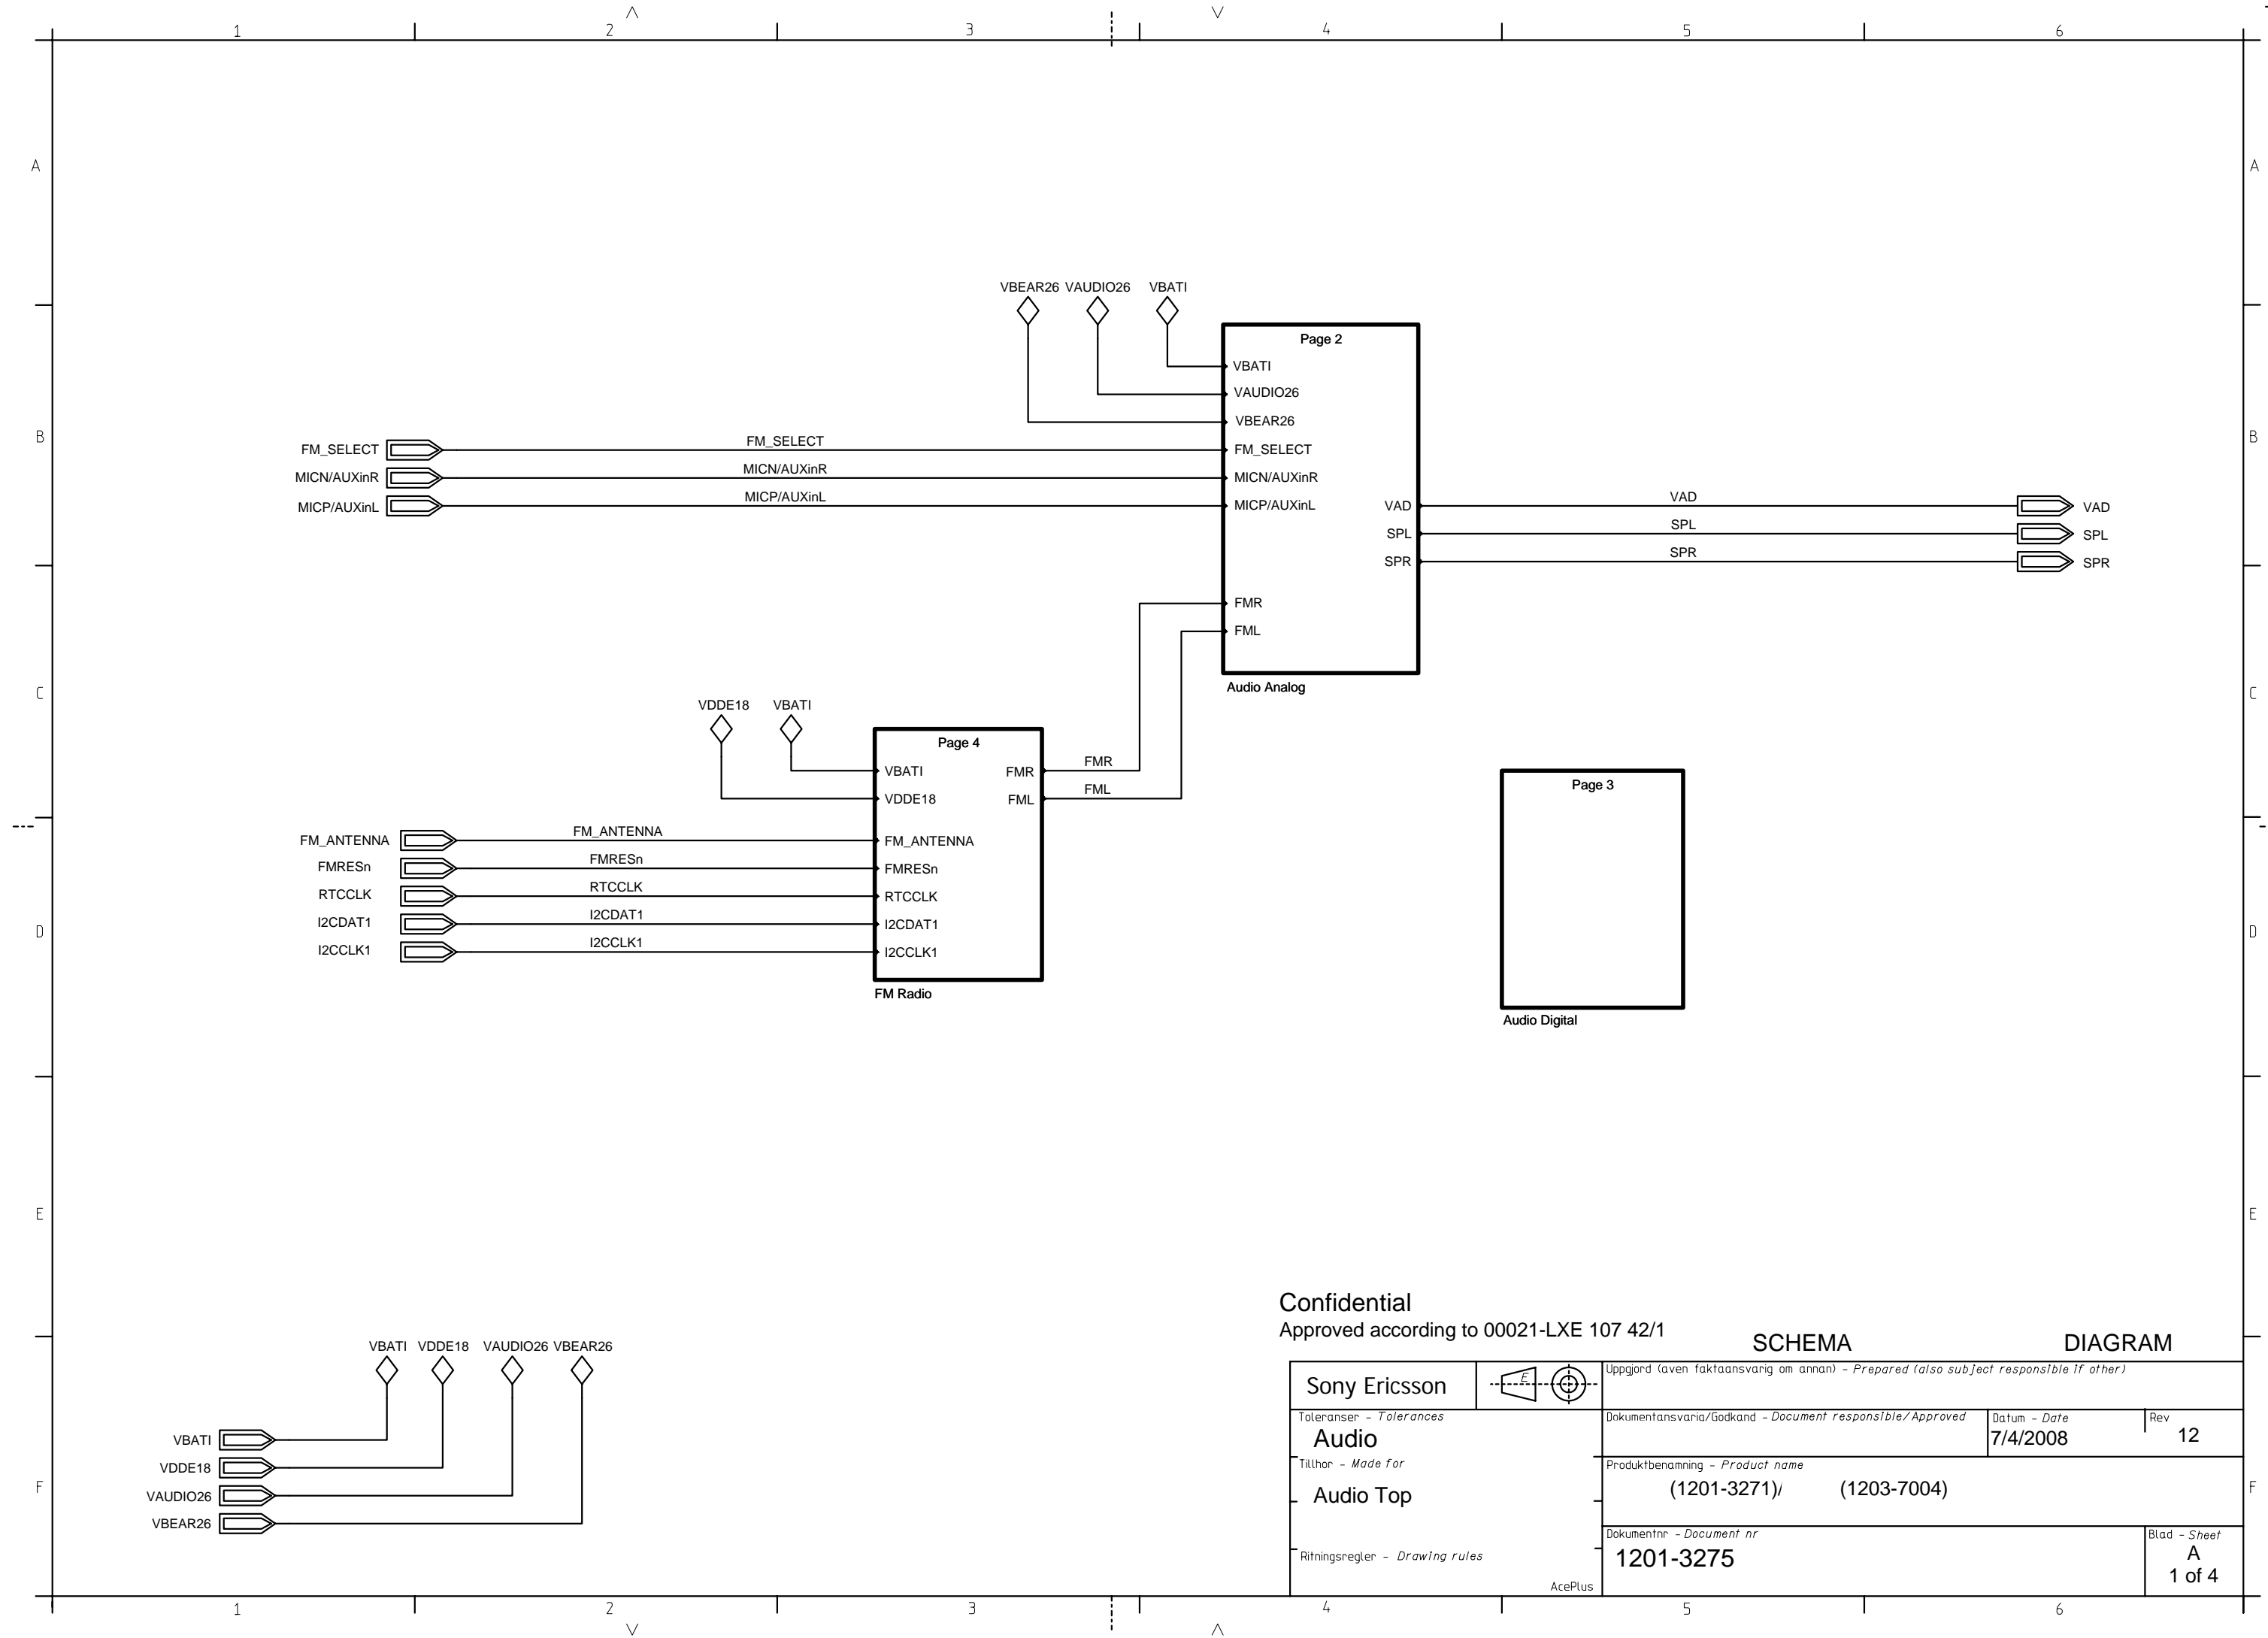 1 2 3 4 5 6
A A
VBEAR26 VAUDIO26 VBATI
Page 2
VBATI
VAUDIO26
B B
VBEAR26
FM_SELECT FM_SELECT FM_SELECT
MICN/AUXinR MICN/AUXinR MICN/AUXinR
MICP/AUXinL MICP/AUXinL MICP/AUXinL VAD VAD VAD
SPL SPL SPL
SPR SPR SPR
FMR
FML
C C
Audio Analog
VDDE18 VBATI
Page 4
VBATI FMR FMR
VDDE18 FML FML
Page 3
FM_ANTENNA FM_ANTENNA FM_ANTENNA
FMRESn FMRESn FMRESn
RTCCLK RTCCLK RTCCLK
I2CDAT1 I2CDAT1 I2CDAT1
D D
I2CCLK1 I2CCLK1 I2CCLK1
FM Radio
Audio Digital
E E
Confidential
Approved according to 00021-LXE 107 42/1
SCHEMA DIAGRAM
VBATI VDDE18 VAUDIO26 VBEAR26
VBATI
VDDE18
VAUDIO26
VBEAR26
F F
Sony Ericsson
E
Uppgjord (aven faktaansvarig om annan) - Prepared (also subject responsible if other)
Toleranser - Tolerances
Audio
Dokumentansvaria/Godkand - Document responsible/Approved
Datum - Date
7/4/2008
Rev
12
Tillhor - Made for
Audio Top
Produktbenamning - Product name
(1201-3271)/ (1203-7004)
Dokumentnr - Document nr
1201-3275
Blad - Sheet
A
1 of 4
Ritningsregler - Drawing rules
AcePlus
1 2 3 4 5 6